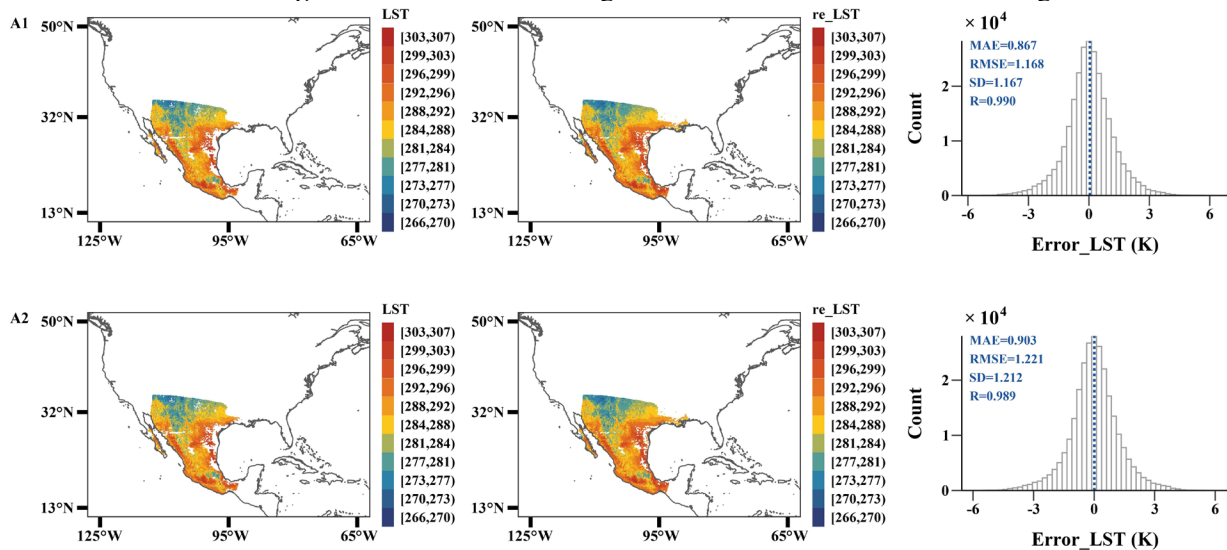 A1
LST
50°N
32°N
13°N
125°W
95°W
65°W
[303,307)
[299,303)
[296,299)
[292,296)
[288,292)
[284,288)
[281,284)
[277,281)
[273,277)
[270,273)
[266,270)
re_LST
50°N
32°N
13°N
125°W
95°W
65°W
[303,307)
[299,303)
[296,299)
[292,296)
[288,292)
[284,288)
[281,284)
[277,281)
[273,277)
[270,273)
[266,270)
× 10⁴
MAE=0.867
RMSE=1.168
SD=1.167
R=0.990
Count
2
1
0
-6
-3
0
3
6
Error_LST (K)
A2
LST
50°N
32°N
13°N
125°W
95°W
65°W
[303,307)
[299,303)
[296,299)
[292,296)
[288,292)
[284,288)
[281,284)
[277,281)
[273,277)
[270,273)
[266,270)
re_LST
50°N
32°N
13°N
125°W
95°W
65°W
[303,307)
[299,303)
[296,299)
[292,296)
[288,292)
[284,288)
[281,284)
[277,281)
[273,277)
[270,273)
[266,270)
× 10⁴
MAE=0.903
RMSE=1.221
SD=1.212
R=0.989
Count
2
1
0
-6
-3
0
3
6
Error_LST (K)